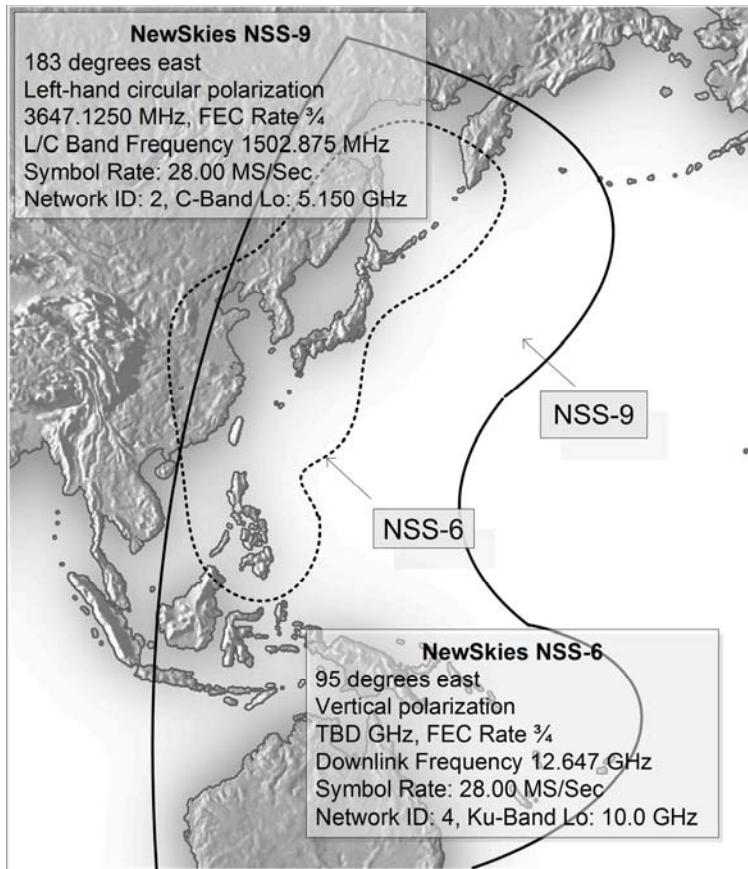 NewSkies NSS-9
183 degrees east
Left-hand circular polarization
3647.1250 MHz, FEC Rate ¾
L/C Band Frequency 1502.875 MHz
Symbol Rate: 28.00 MS/Sec
Network ID: 2, C-Band Lo: 5.150 GHz
NSS-9
NSS-6
NewSkies NSS-6
95 degrees east
Vertical polarization
TBD GHz, FEC Rate ¾
Downlink Frequency 12.647 GHz
Symbol Rate: 28.00 MS/Sec
Network ID: 4, Ku-Band Lo: 10.0 GHz